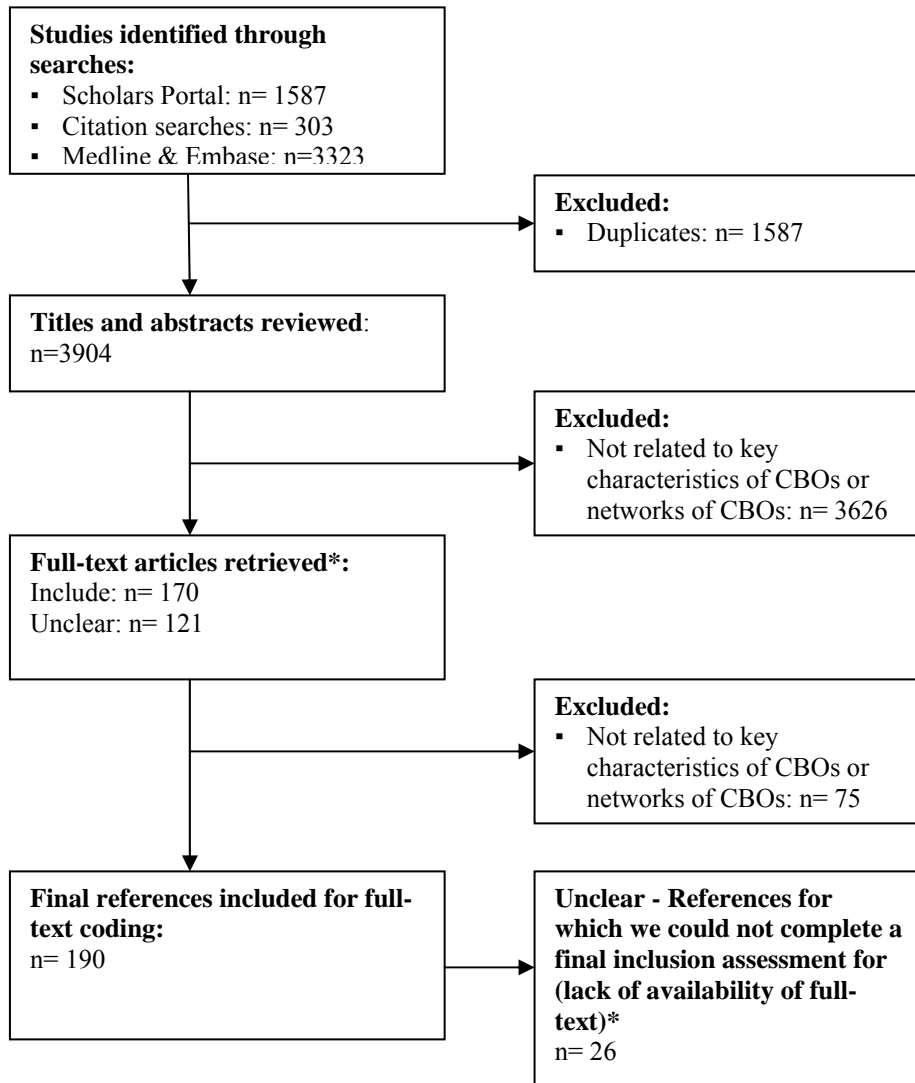 Studies identified through
searches:
▪ Scholars Portal: n= 1587
▪ Citation searches: n= 303
▪ Medline & Embase: n=3323
Excluded:
▪ Duplicates: n= 1587
Titles and abstracts reviewed:
n=3904
Excluded:
▪ Not related to key
characteristics of CBOs or
networks of CBOs: n= 3626
Full-text articles retrieved*:
Include: n= 170
Unclear: n= 121
Excluded:
▪ Not related to key
characteristics of CBOs or
networks of CBOs: n= 75
Final references included for full-
text coding:
n= 190
Unclear - References for
which we could not complete a
final inclusion assessment for
(lack of availability of full-
text)*
n= 26